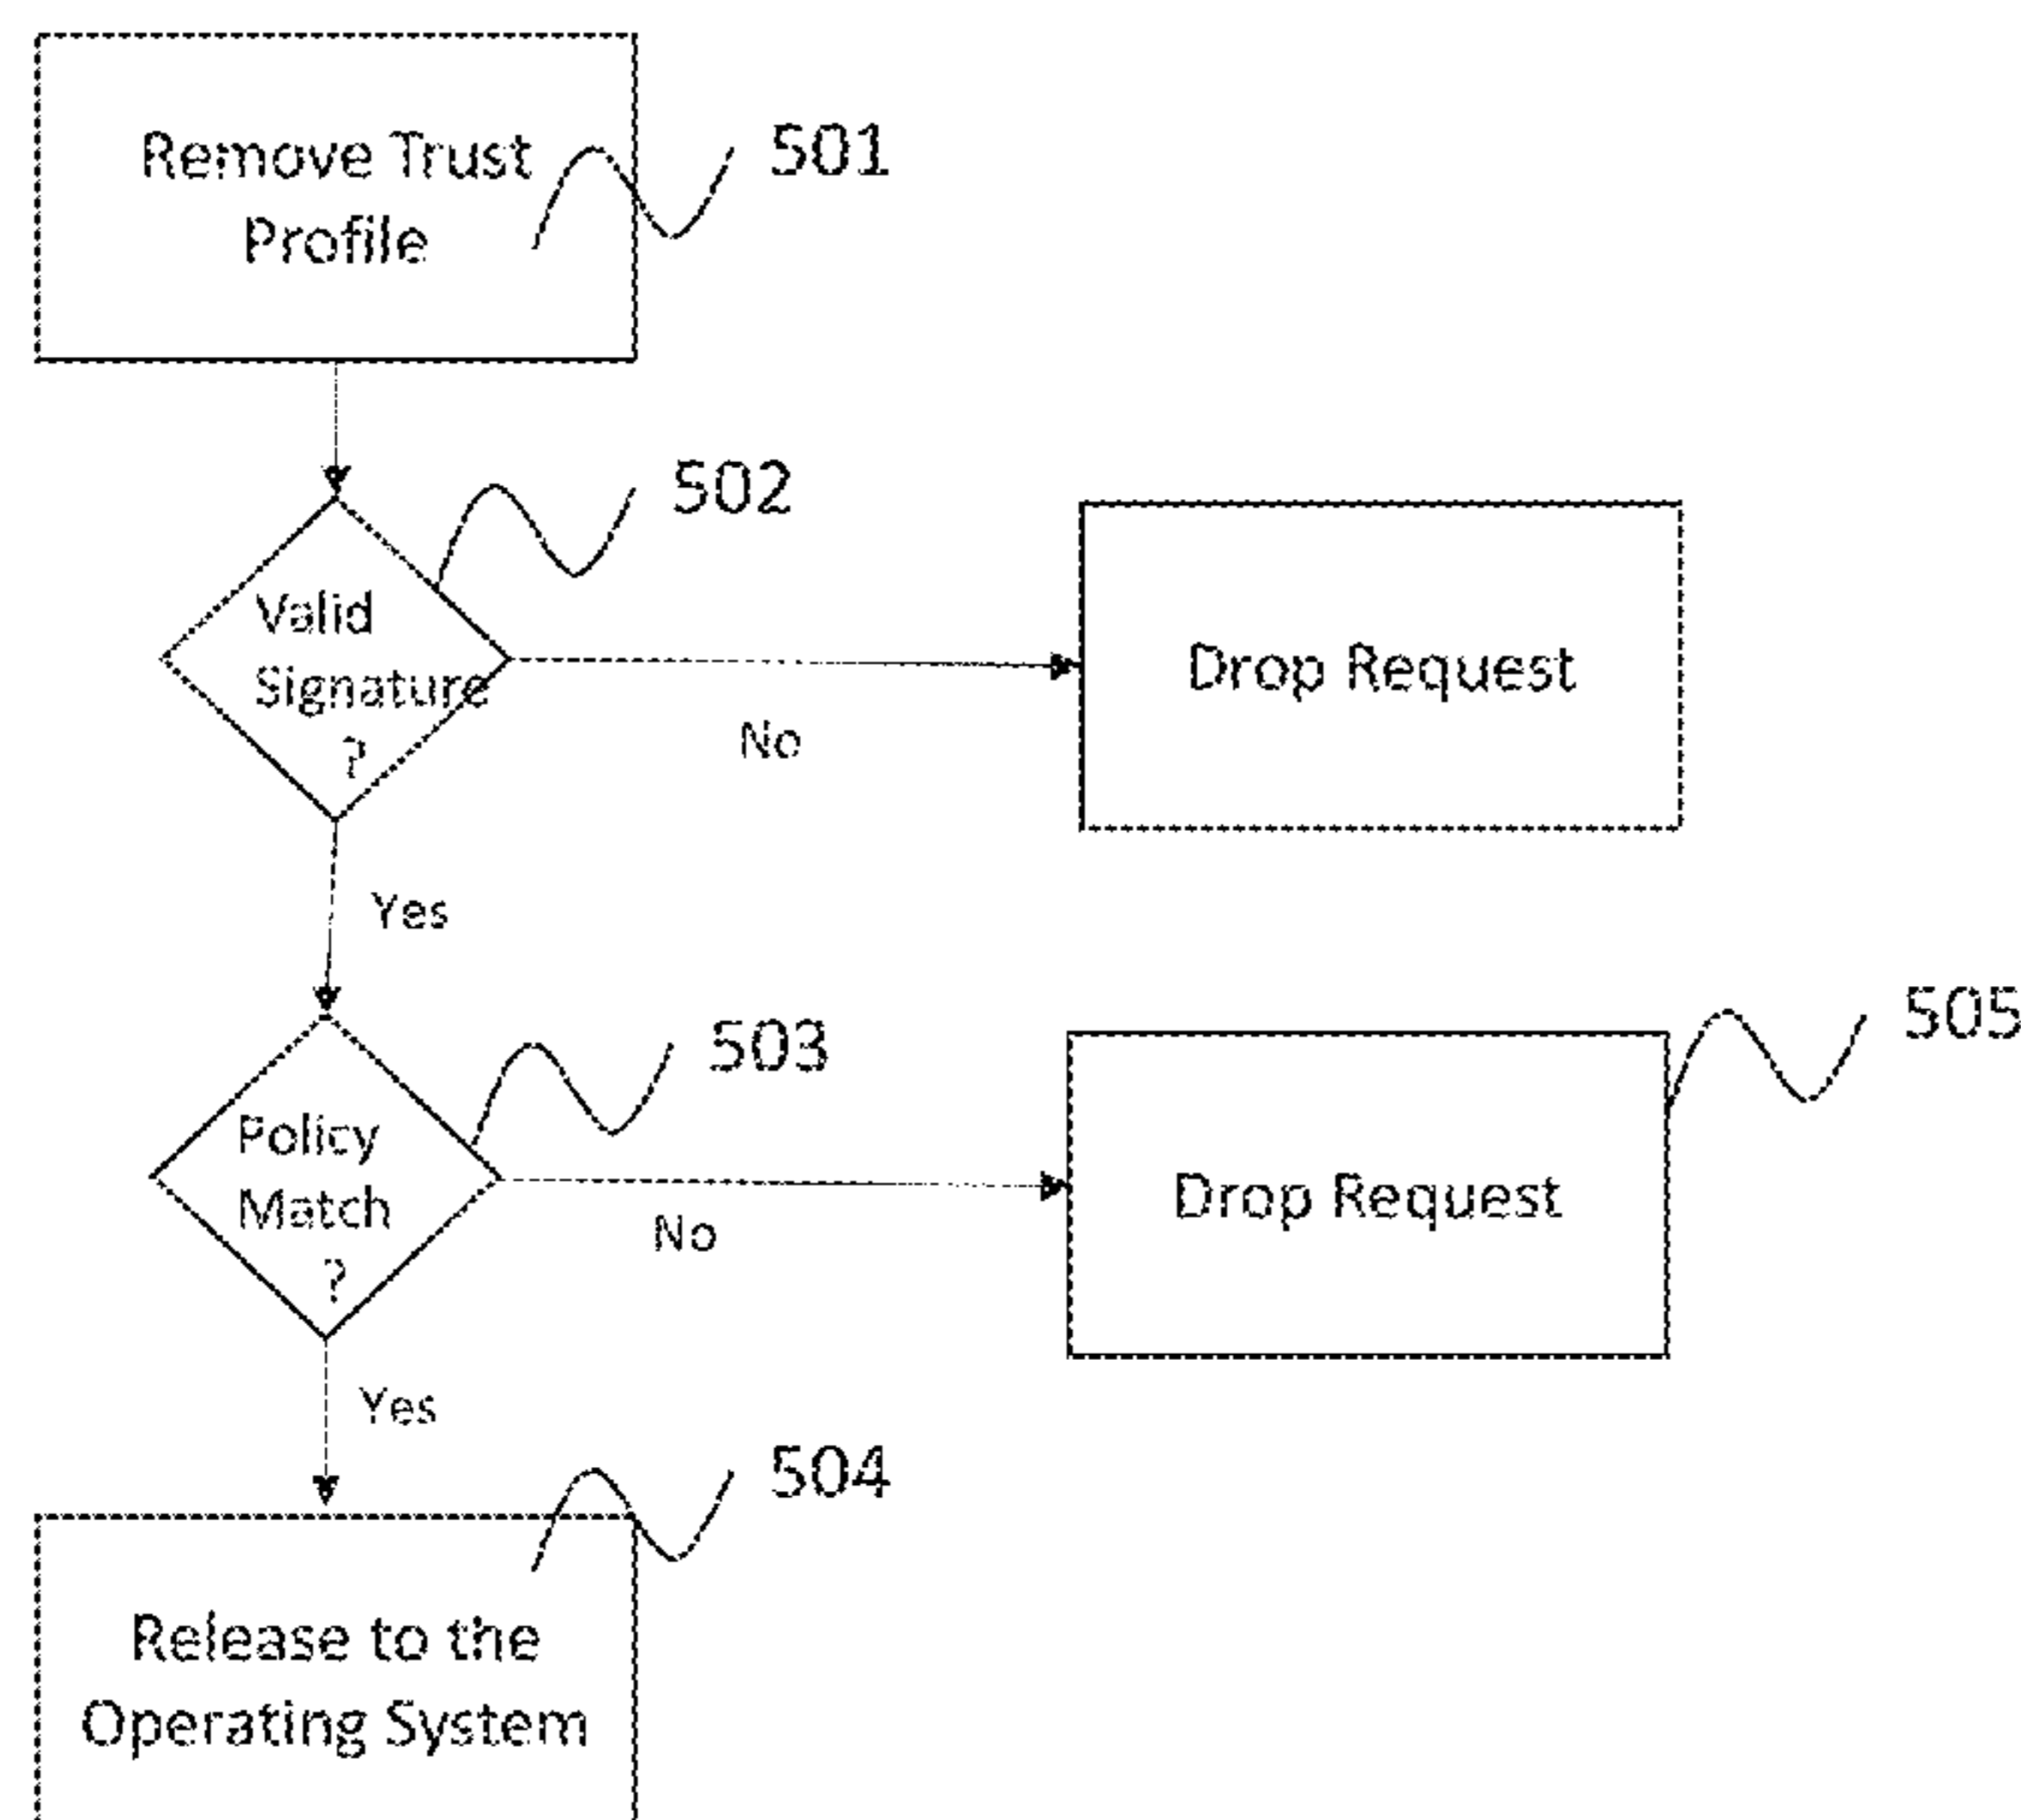 Remove Trust
Profile
501
502
Valid
Signature
?
Drop Request
No
Yes
503
505
Policy
Match
?
Drop Request
No
Yes
504
Release to the
Operating System